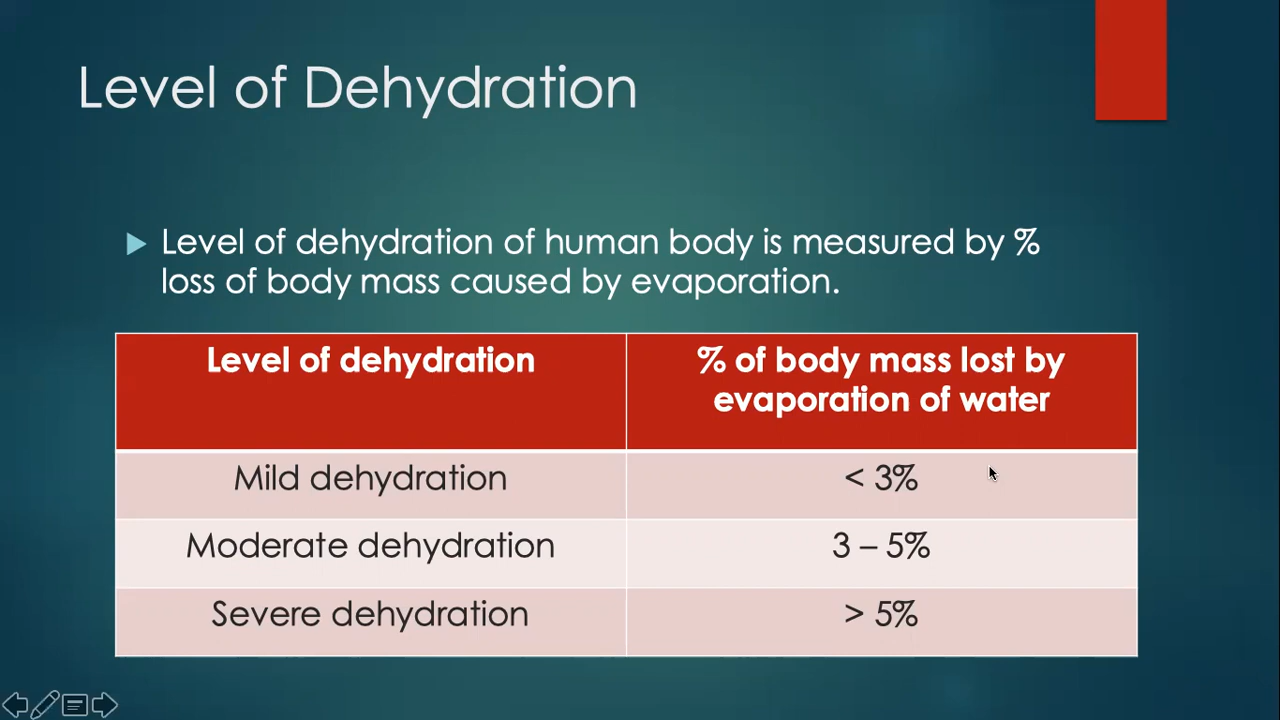 Level of Dehydration
Level of dehydration of human body is measured by %
loss of body mass caused by evaporation.
Level of dehydration
% of body mass lost by
evaporation of water
Mild dehydration
< 3%
Moderate dehydration
3 – 5%
Severe dehydration
> 5%